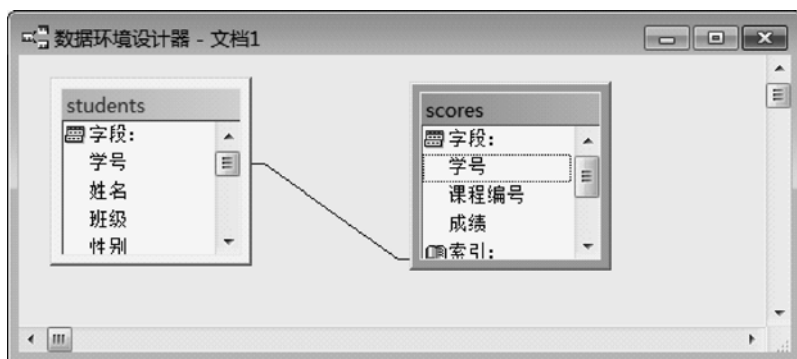 数据环境设计器 - 文档1
students
字段:
学号
姓名
班级
性别
scores
字段:
学号
课程编号
成绩
索引: